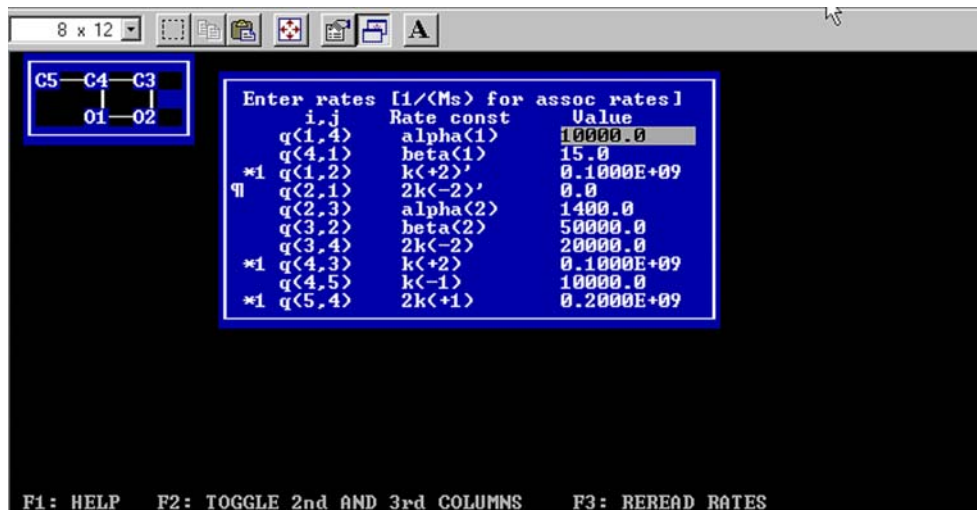 8 x 12
A
C5 C4 C3
O1 O2
Enter rates [1/(Ms) for assoc rates]
i,j Rate const Value
q(1,4) alpha(1) 10000.0
q(4,1) beta(1) 15.0
*1 q(1,2) k(+2)' 0.1000E+09
¶ q(2,1) 2k(-2)' 0.0
q(2,3) alpha(2) 1400.0
q(3,2) beta(2) 50000.0
q(3,4) 2k(-2) 20000.0
*1 q(4,3) k(+2) 0.1000E+09
q(4,5) k(-1) 10000.0
*1 q(5,4) 2k(+1) 0.2000E+09
F1: HELP F2: TOGGLE 2nd AND 3rd COLUMNS F3: REREAD RATES